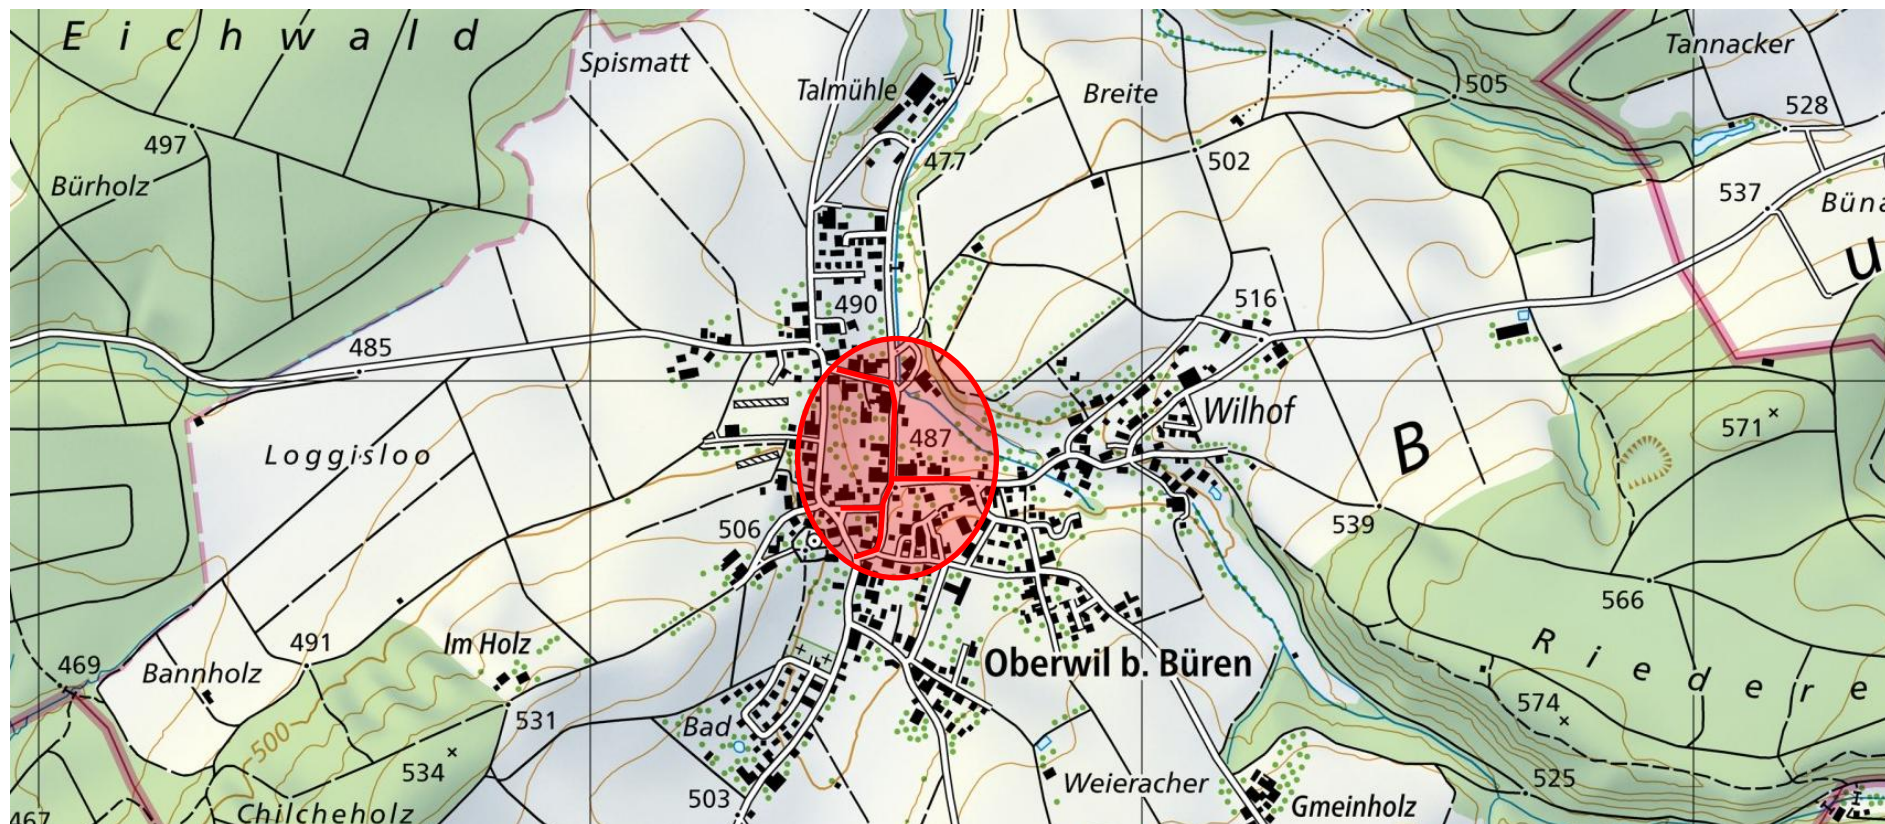 Eichwald
Spismatt
Talmühle
Breite
Tannacker
505
528
497
477
502
Bürholz
537
Büna
u
516
490
485
Wilhof
571
487
B
Loggisloo
506
539
566
491
Im Holz
Riedere
469
Bannholz
Oberwil b. Büren
574
531
Bad
500
534
525
Weieracher
503
Gmeinholz
Chilcheholz
467